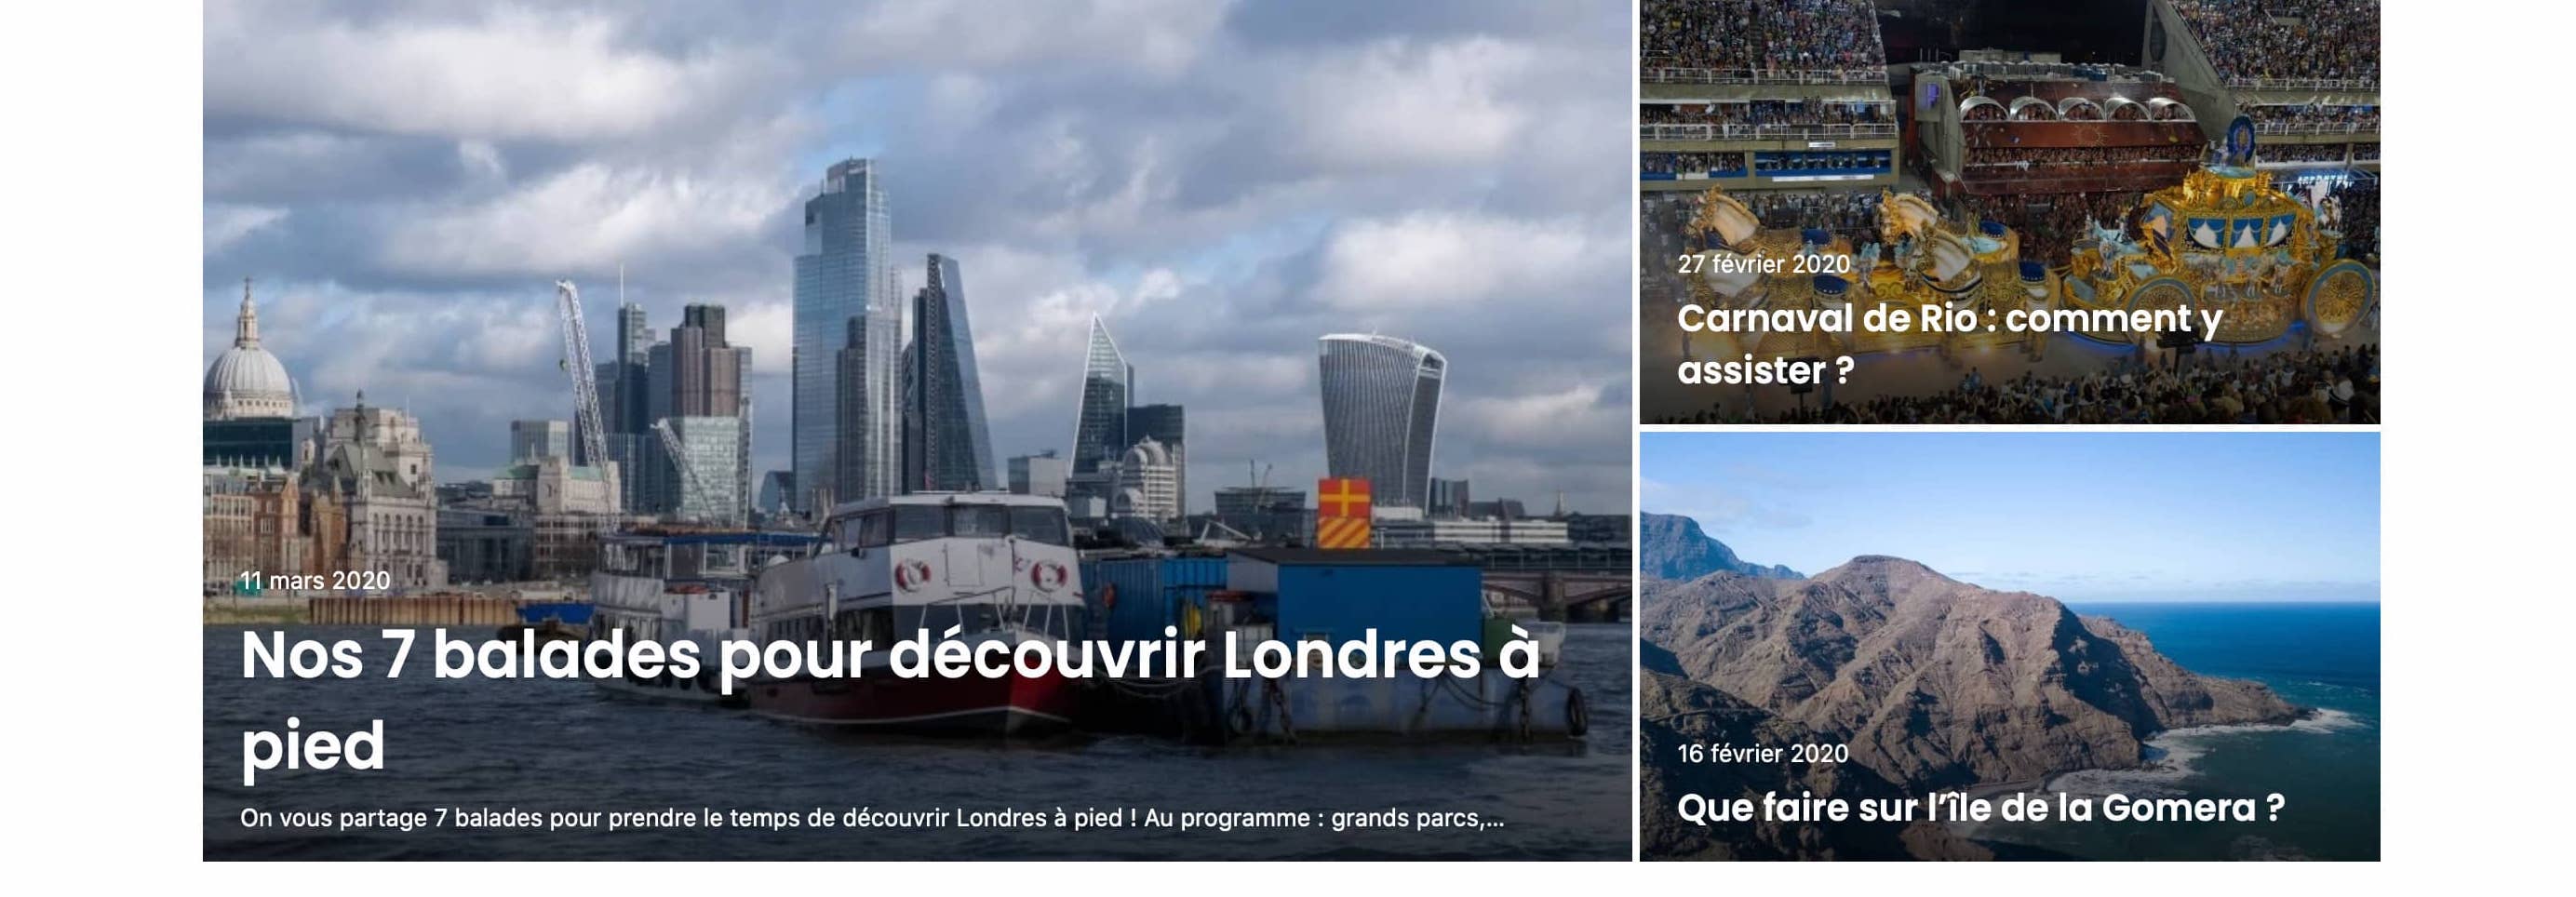 11 mars 2020
Nos 7 balades pour découvrir Londres à
pied
On vous partage 7 balades pour prendre le temps de découvrir Londres à pied ! Au programme : grands parcs,...
27 février 2020
Carnaval de Rio : comment y
assister ?
16 février 2020
Que faire sur l’île de la Gomera ?